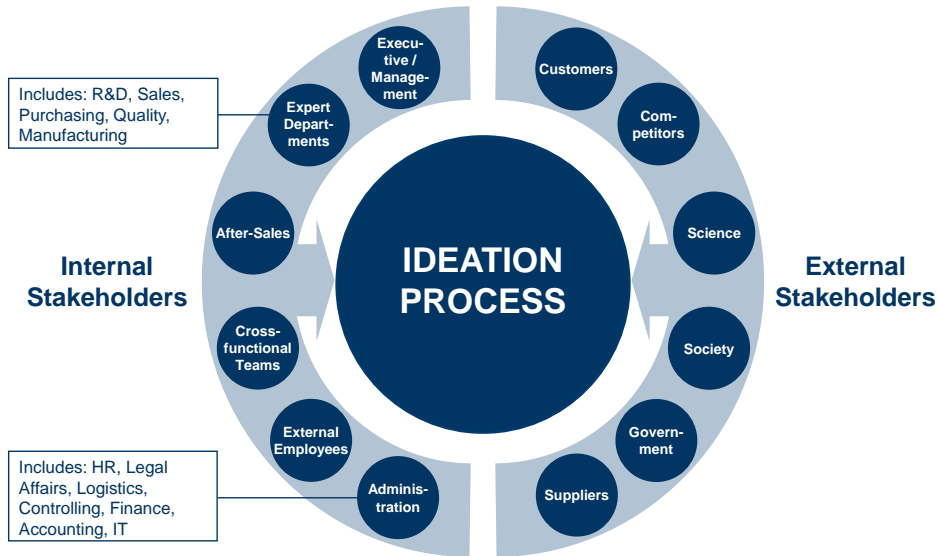 Execu-
tive /
Manage-
ment
Customers
Includes: R&D, Sales,
Purchasing, Quality,
Manufacturing
Expert
Depart-
ments
Com-
petitors
After-Sales
Science
Internal
Stakeholders
IDEATION
PROCESS
External
Stakeholders
Cross-
functional
Teams
Society
External
Employees
Govern-
ment
Includes: HR, Legal
Affairs, Logistics,
Controlling, Finance,
Accounting, IT
Adminis-
tration
Suppliers